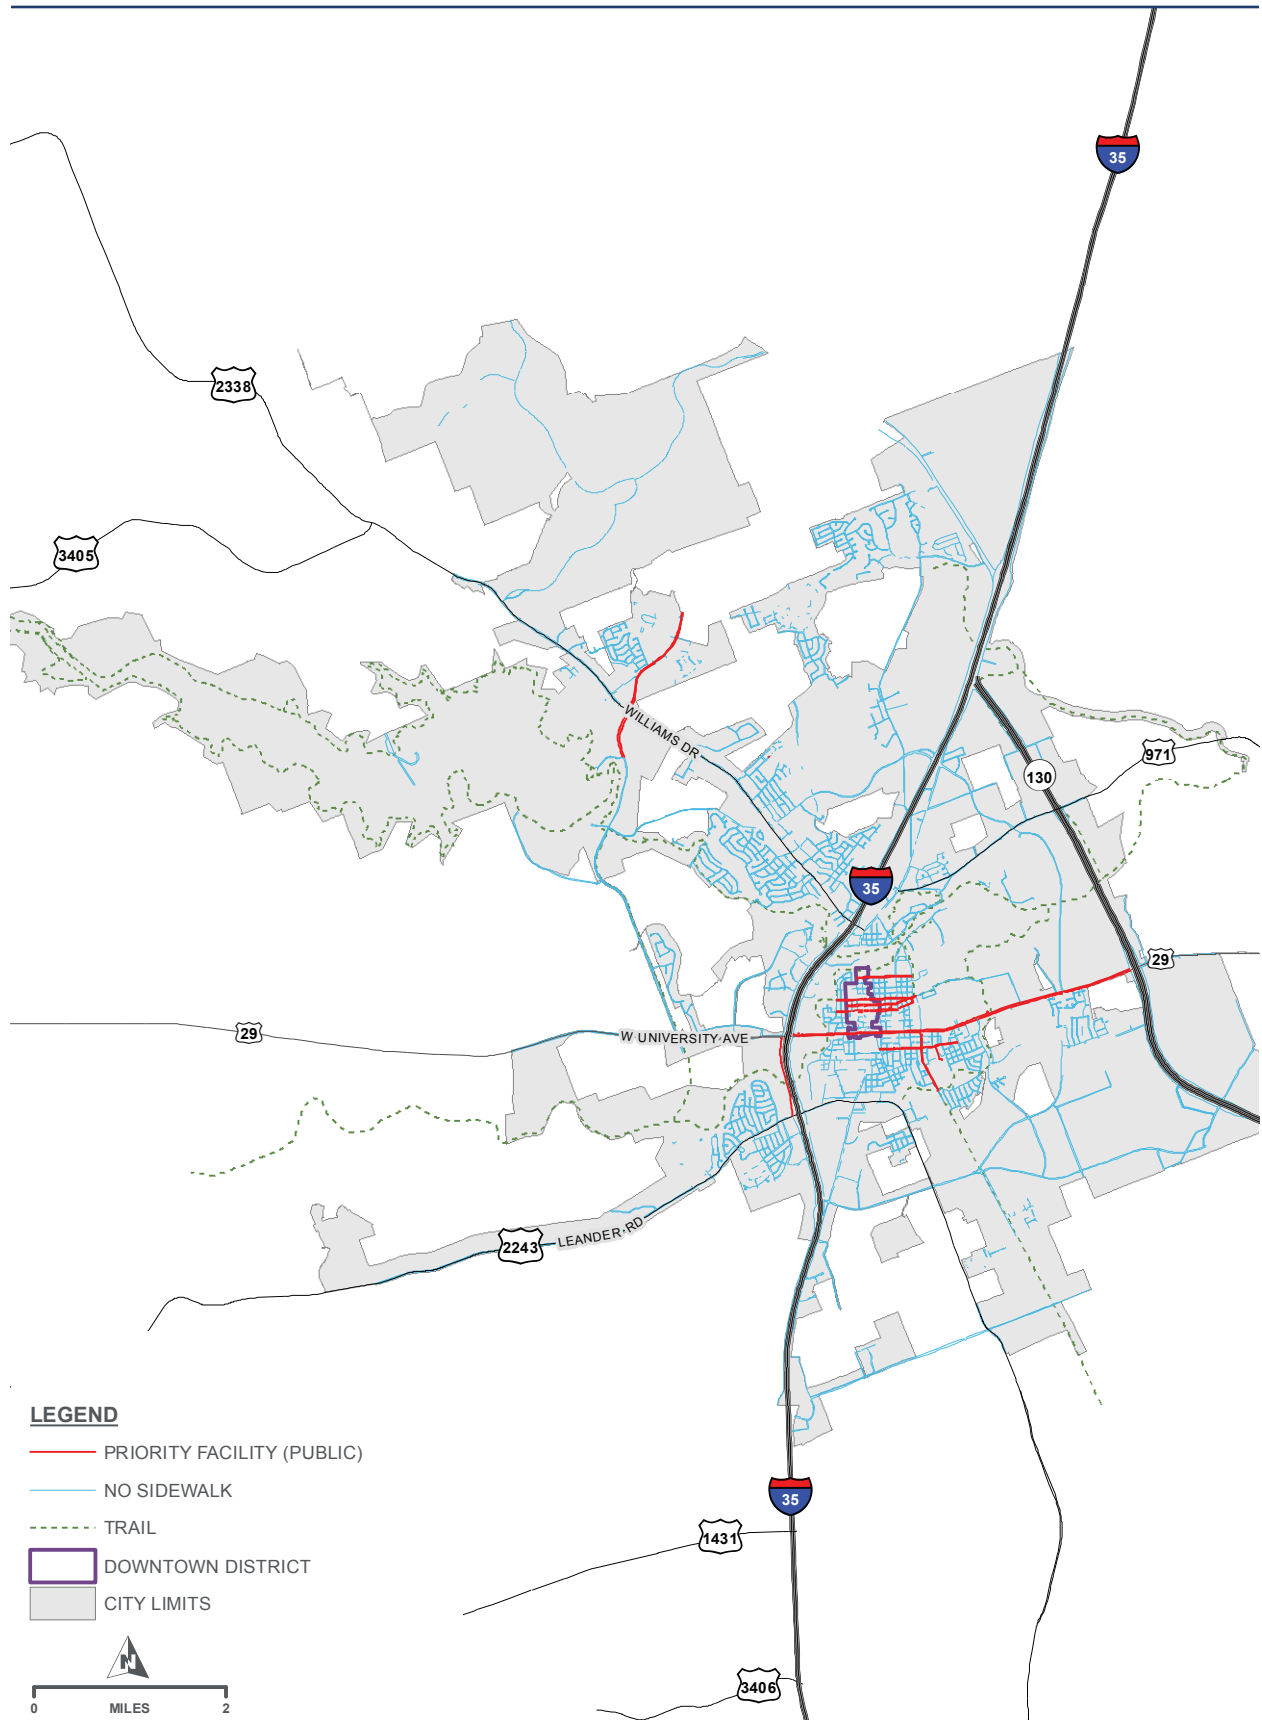 35
2338
3405
WILLIAMS DR
971
130
35
29
29
W UNIVERSITY AVE
2243
LEANDER RD
LEGEND
PRIORITY FACILITY (PUBLIC)
NO SIDEWALK
TRAIL
DOWNTOWN DISTRICT
CITY LIMITS
35
1431
N
3406
0 MILES 2